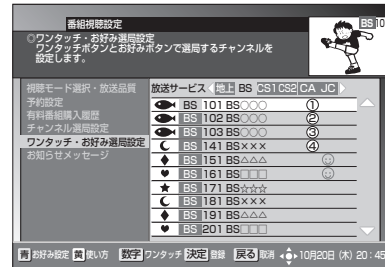 番組視聴設定
BS 10
◎ワンタッチ・お好み選局設定
ワンタッチボタンとお好みボタンで選局するチャンネルを
設定します。
視聴モード選択・放送品質
予約設定
有料番組購入履歴
チャンネル選局設定
ワンタッチ・お好み選局設定
お知らせメッセージ
放送サービス 地上 BS CS1 CS2 CA JC
BS 101 BS○○○ ①
BS 102 BS○○○ ②
BS 103 BS○○○ ③
BS 141 BS××× ④
BS 151 BS△△△
BS 161 BS□□□
BS 171 BS☆☆☆
BS 181 BS×××
BS 191 BS△△△
BS 201 BS□□□
青 お好み設定 黄 使い方 数字 ワンタッチ 決定 登録 戻る 取消 10月20日 (木) 20:45